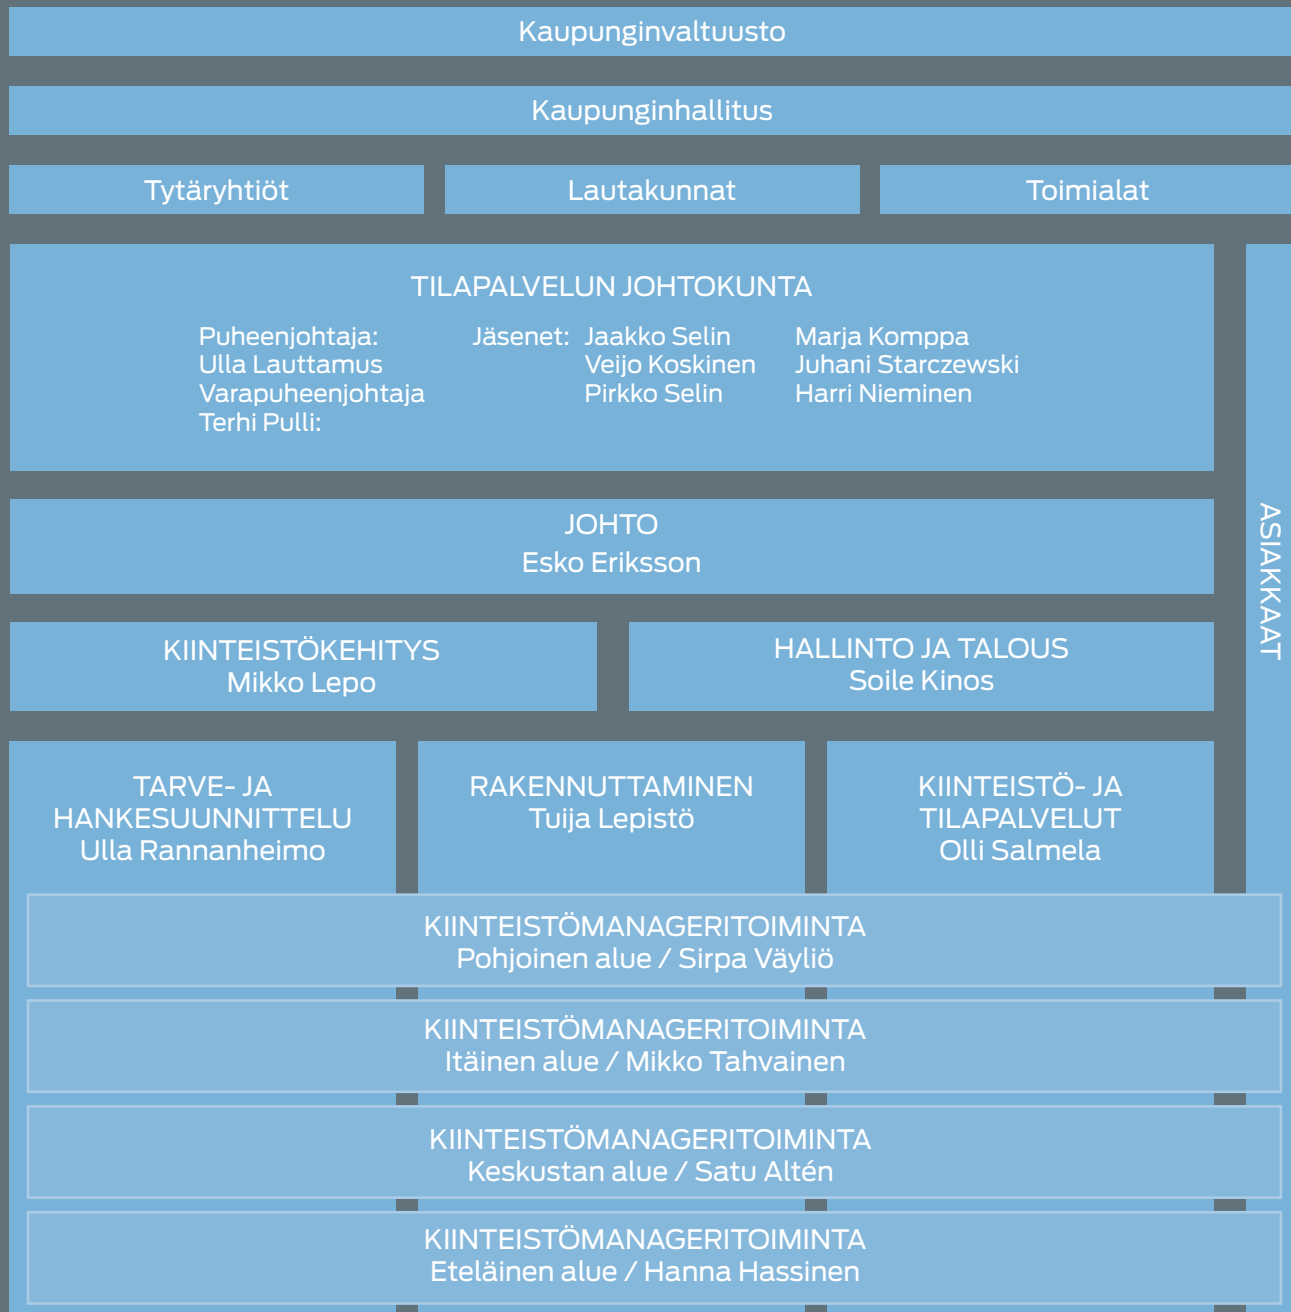 Kaupunginvaltuusto
Kaupunginhallitus
Tytäryhtiöt
Lautakunnat
Toimialat
TILAPALVELUN JOHTOKUNTA
Puheenjohtaja:
Ulla Lauttamus
Varapuheenjohtaja
Terhi Pulli:
Jäsenet: Jaakko Selin
Veijo Koskinen
Pirkko Selin
Marja Komppa
Juhani Starczewski
Harri Nieminen
JOHTO
Esko Eriksson
KIINTEISTÖKEHITYS
Mikko Lepo
HALLINTO JA TALOUS
Soile Kinos
ASIAKKAAT
TARVE- JA
HANKESUUNNITTELU
Ulla Rannanheimo
RAKENNUTTAMINEN
Tuija Lepistö
KIINTEISTÖ- JA
TILAPALVELUT
Olli Salmela
KIINTEISTÖMANAGERITOIMINTA
Pohjoinen alue / Sirpa Väyliö
KIINTEISTÖMANAGERITOIMINTA
Itäinen alue / Mikko Tahvainen
KIINTEISTÖMANAGERITOIMINTA
Keskustan alue / Satu Altén
KIINTEISTÖMANAGERITOIMINTA
Eteläinen alue / Hanna Hassinen